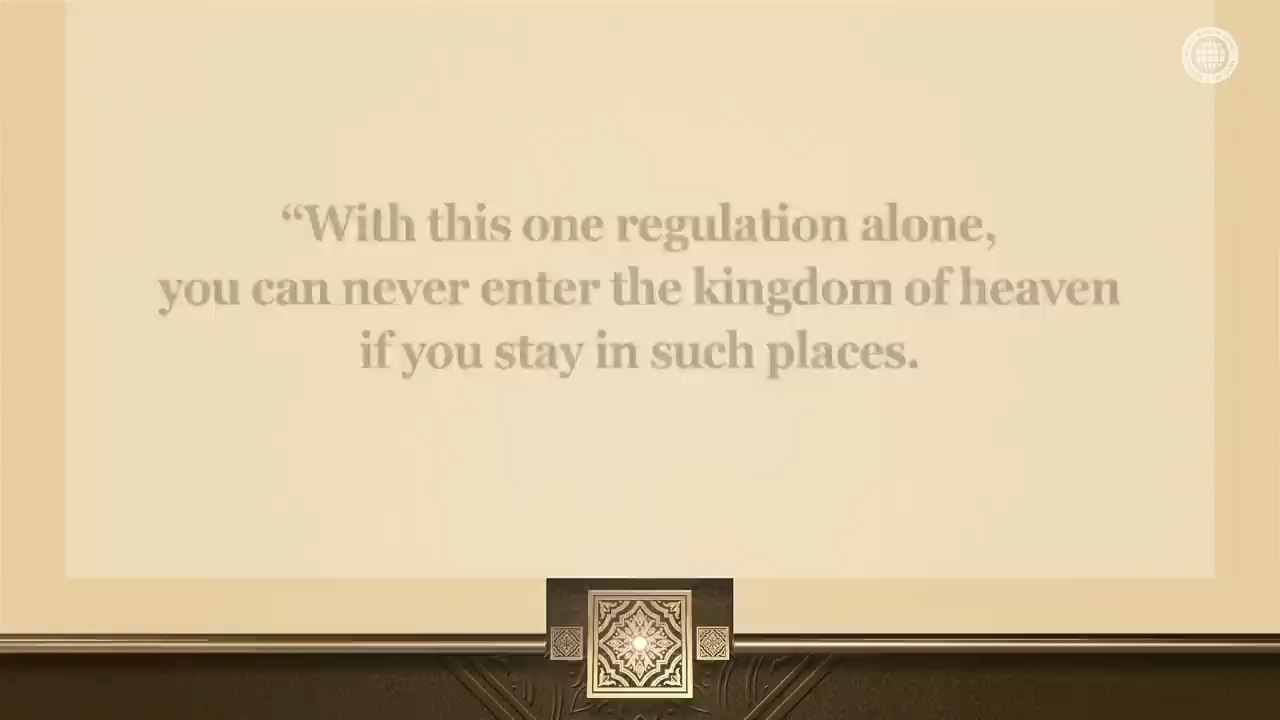 “With this one regulation alone,
you can never enter the kingdom of heaven
if you stay in such places.